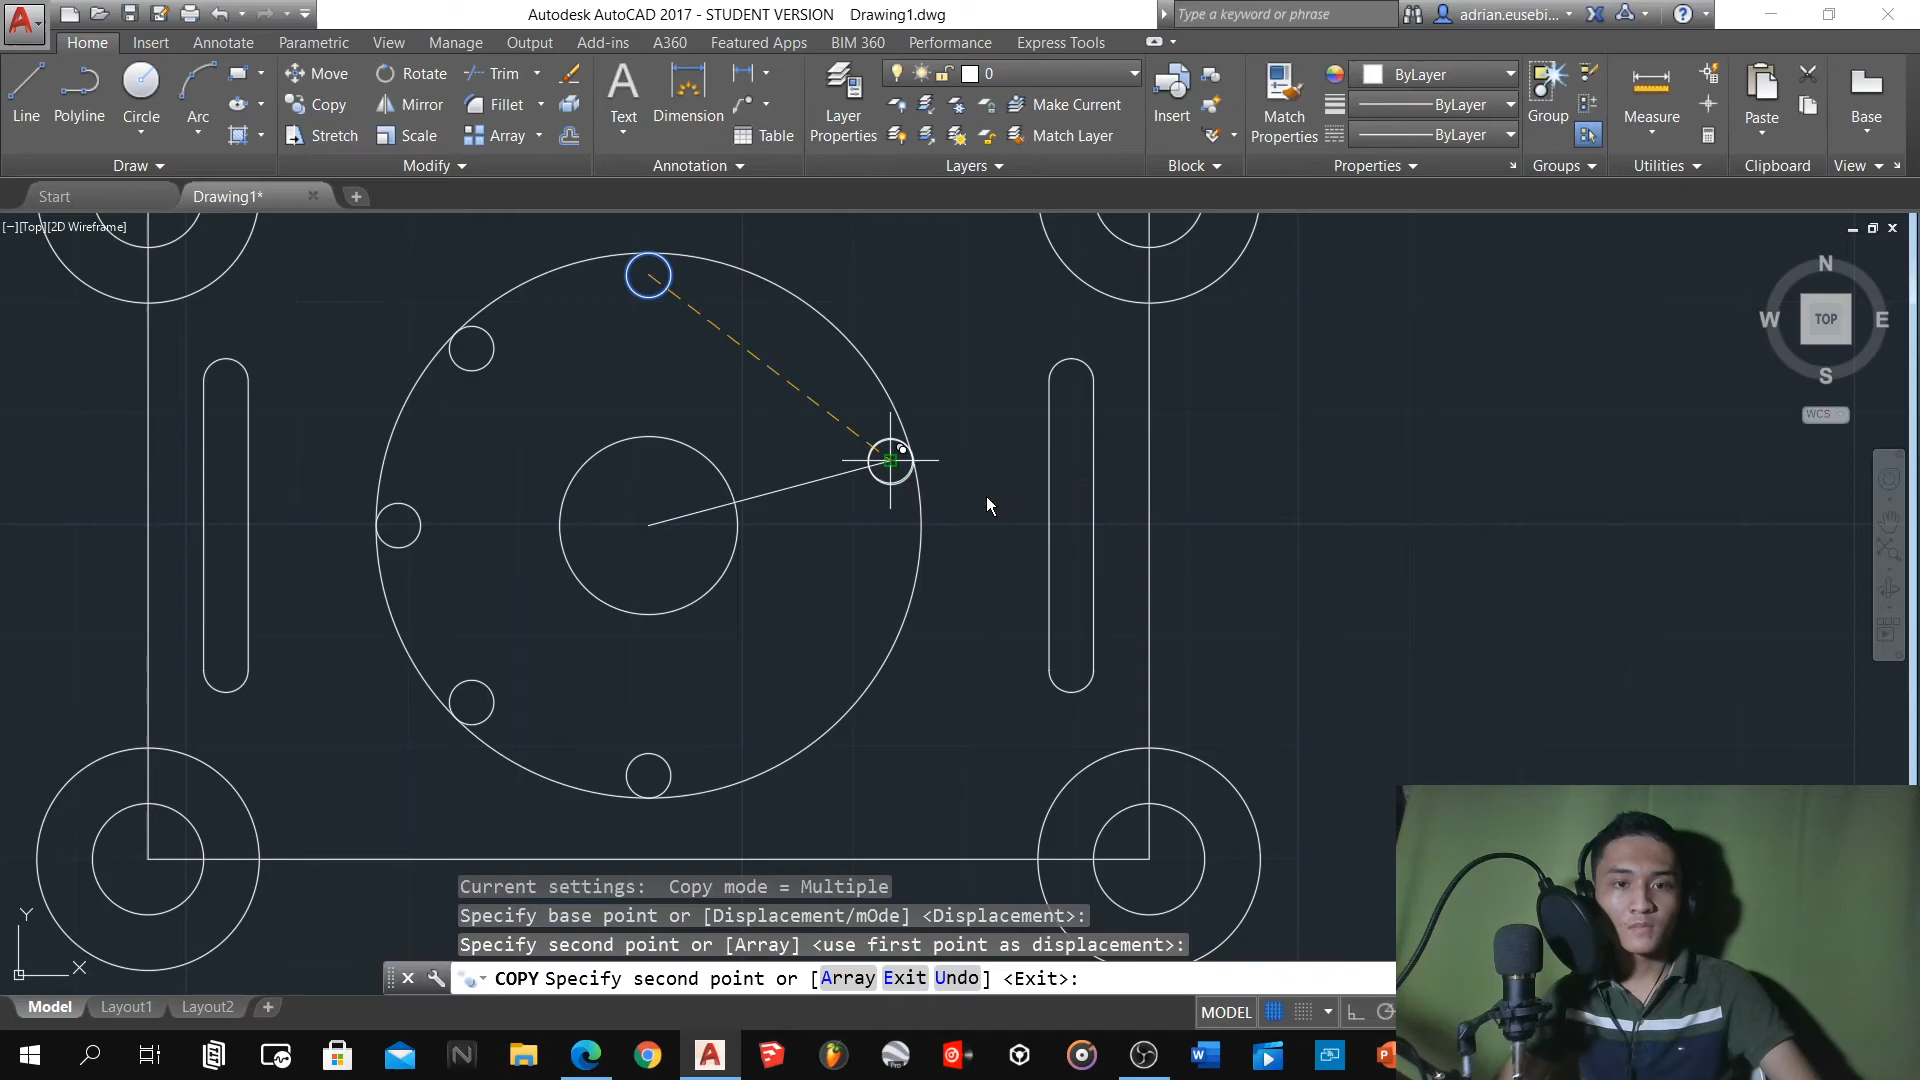 Autodesk AutoCAD 2017 - STUDENT VERSION    Drawing1.dwg
Type a keyword or phrase
adrian.eusebi...
Home Insert Annotate Parametric View Manage Output Add-ins A360 Featured Apps BIM 360 Performance Express Tools
Line Polyline Circle Arc
Move Rotate Trim
Copy Mirror Fillet
Stretch Scale Array
Text Dimension Table
Layer Properties
0
Make Current
Match Layer
Insert
Match Properties
ByLayer
ByLayer
ByLayer
Group Measure Paste Base
Draw Modify Annotation Layers Block Properties Groups Utilities Clipboard View
Start Drawing1*
[−][Top][2D Wireframe]
N
W TOP E
S
WCS
Y
X
Current settings:  Copy mode = Multiple
Specify base point or [Displacement/mOde] <Displacement>:
Specify second point or [Array] <use first point as displacement>:
COPY Specify second point or [Array Exit Undo] <Exit>:
Model Layout1 Layout2
MODEL